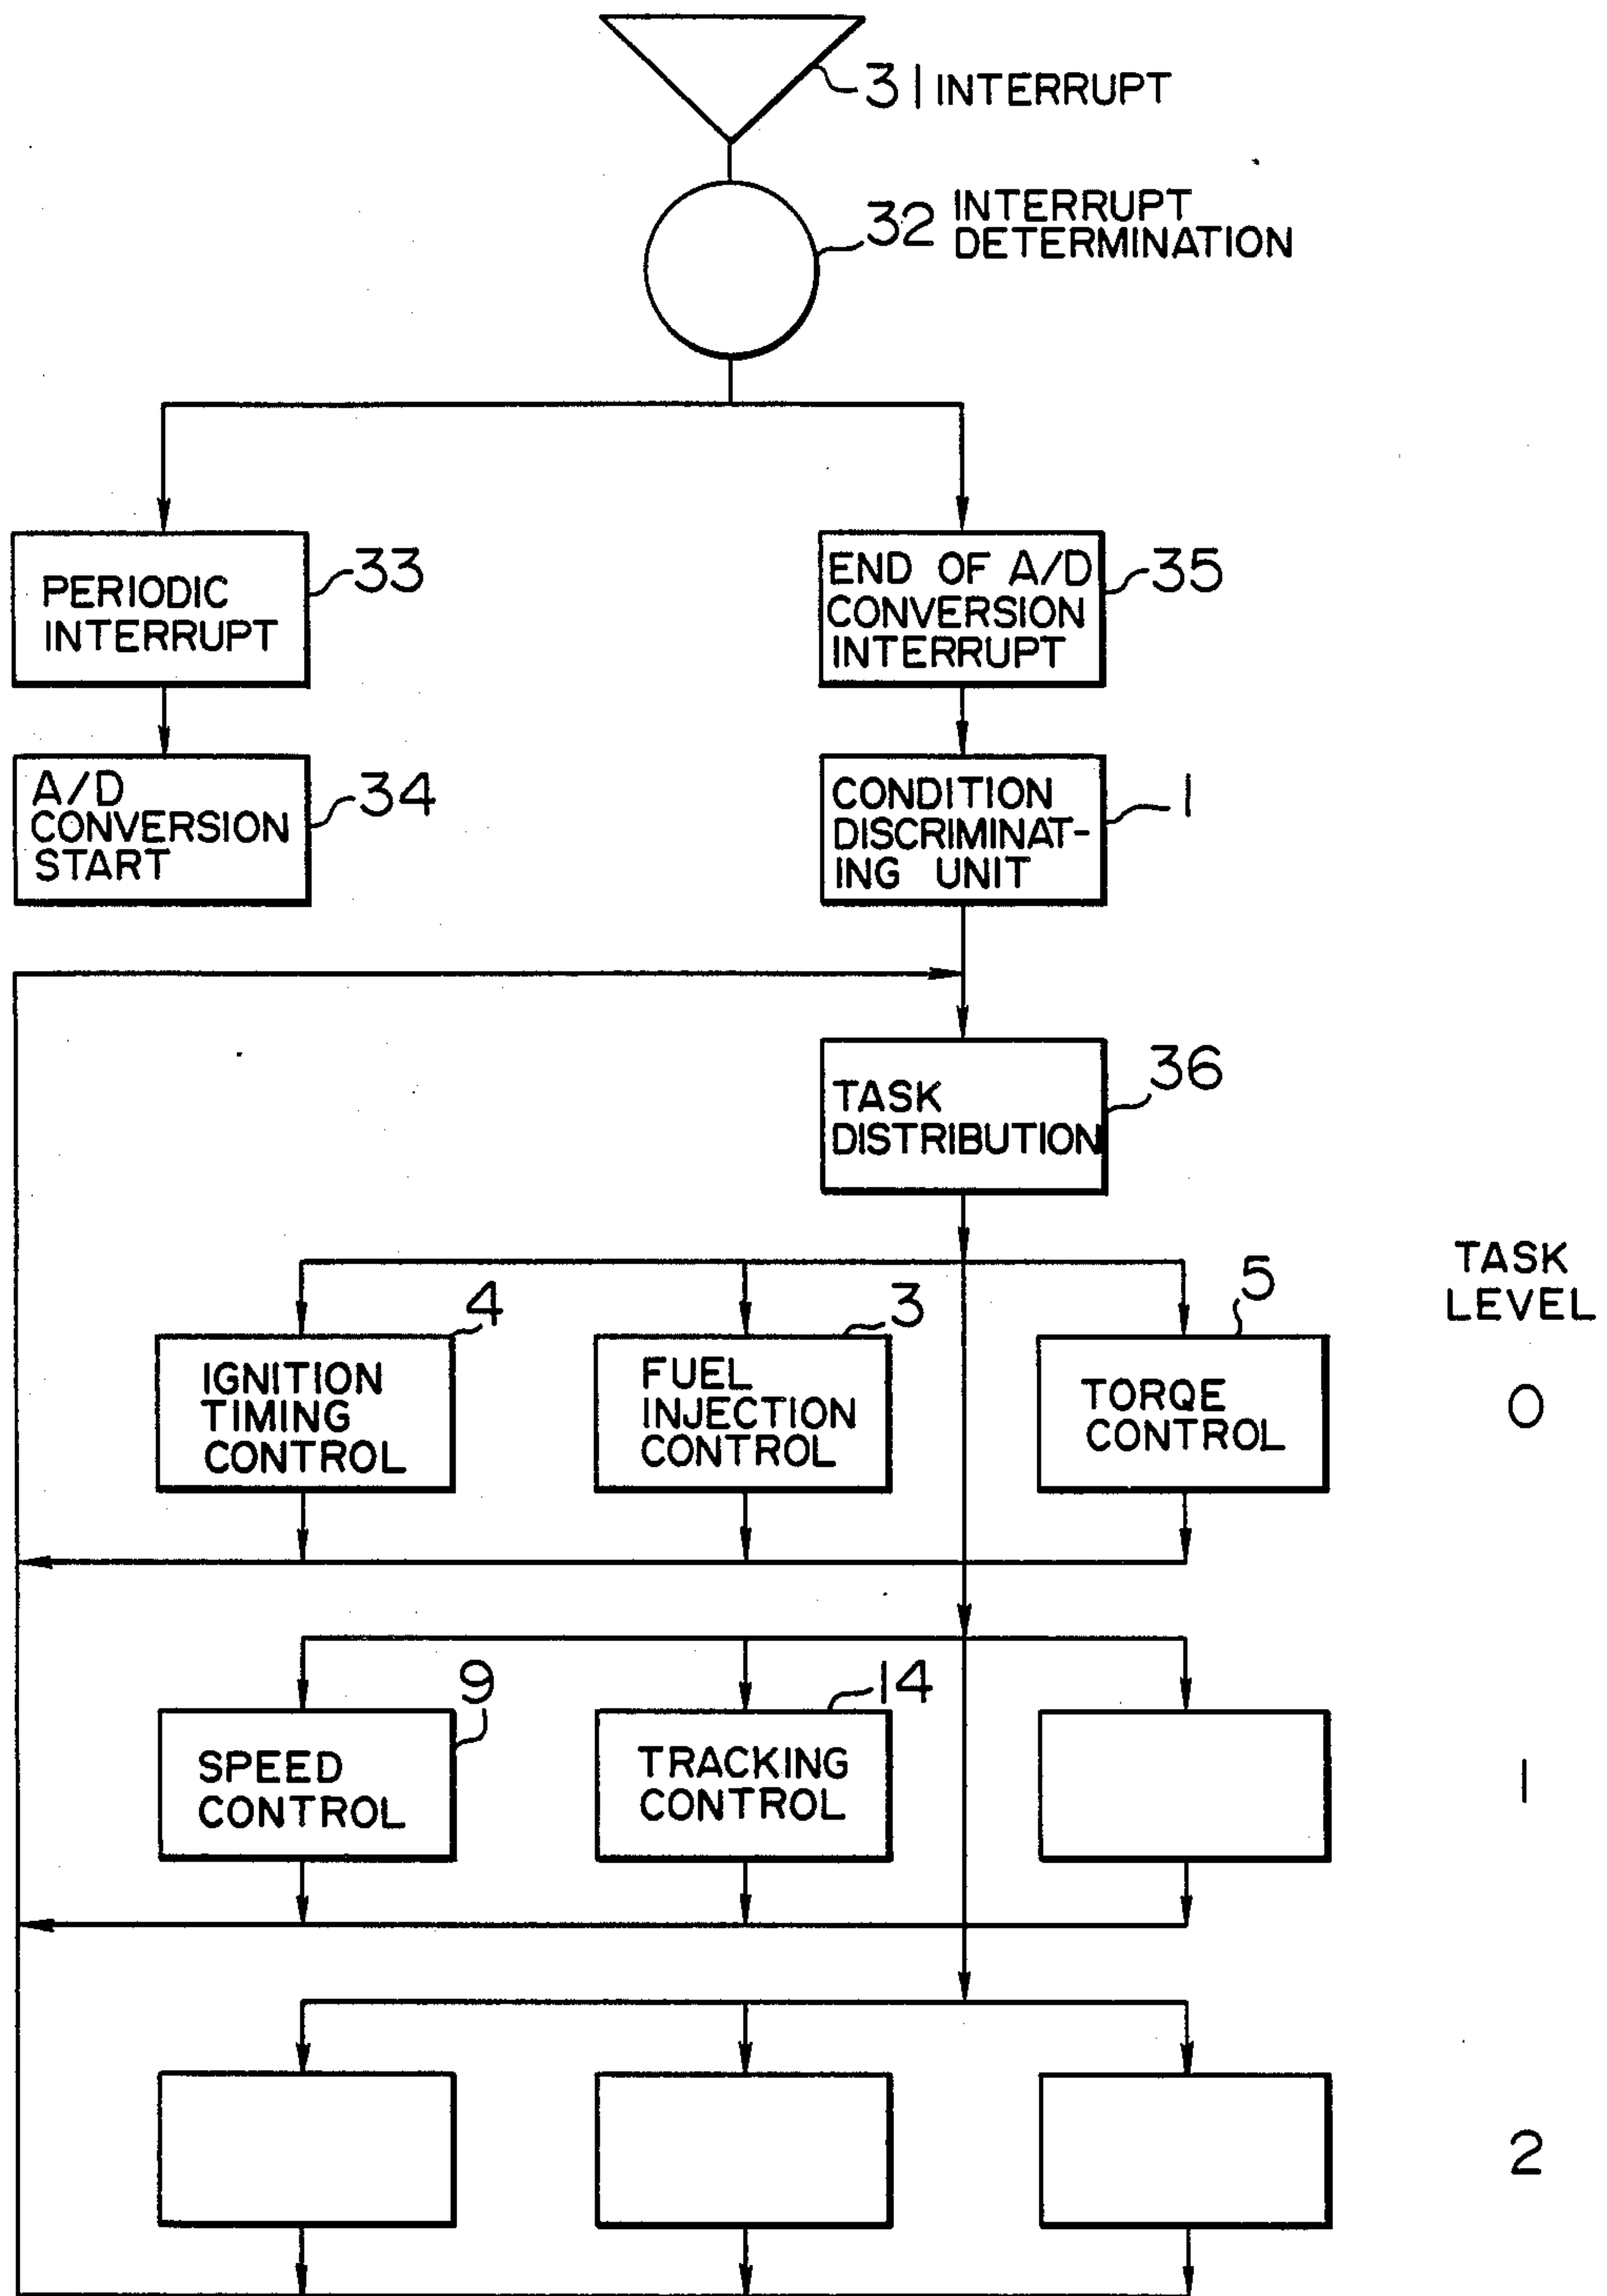 31 INTERRUPT
32 INTERRUPT
DETERMINATION
PERIODIC
INTERRUPT
33
END OF A/D
CONVERSION
INTERRUPT
35
A/D
CONVERSION
START
34
CONDITION
DISCRIMINAT-
ING UNIT
1
TASK
DISTRIBUTION
36
TASK
LEVEL
4
IGNITION
TIMING
CONTROL
3
FUEL
INJECTION
CONTROL
5
TORQE
CONTROL
0
9
SPEED
CONTROL
14
TRACKING
CONTROL
1
2